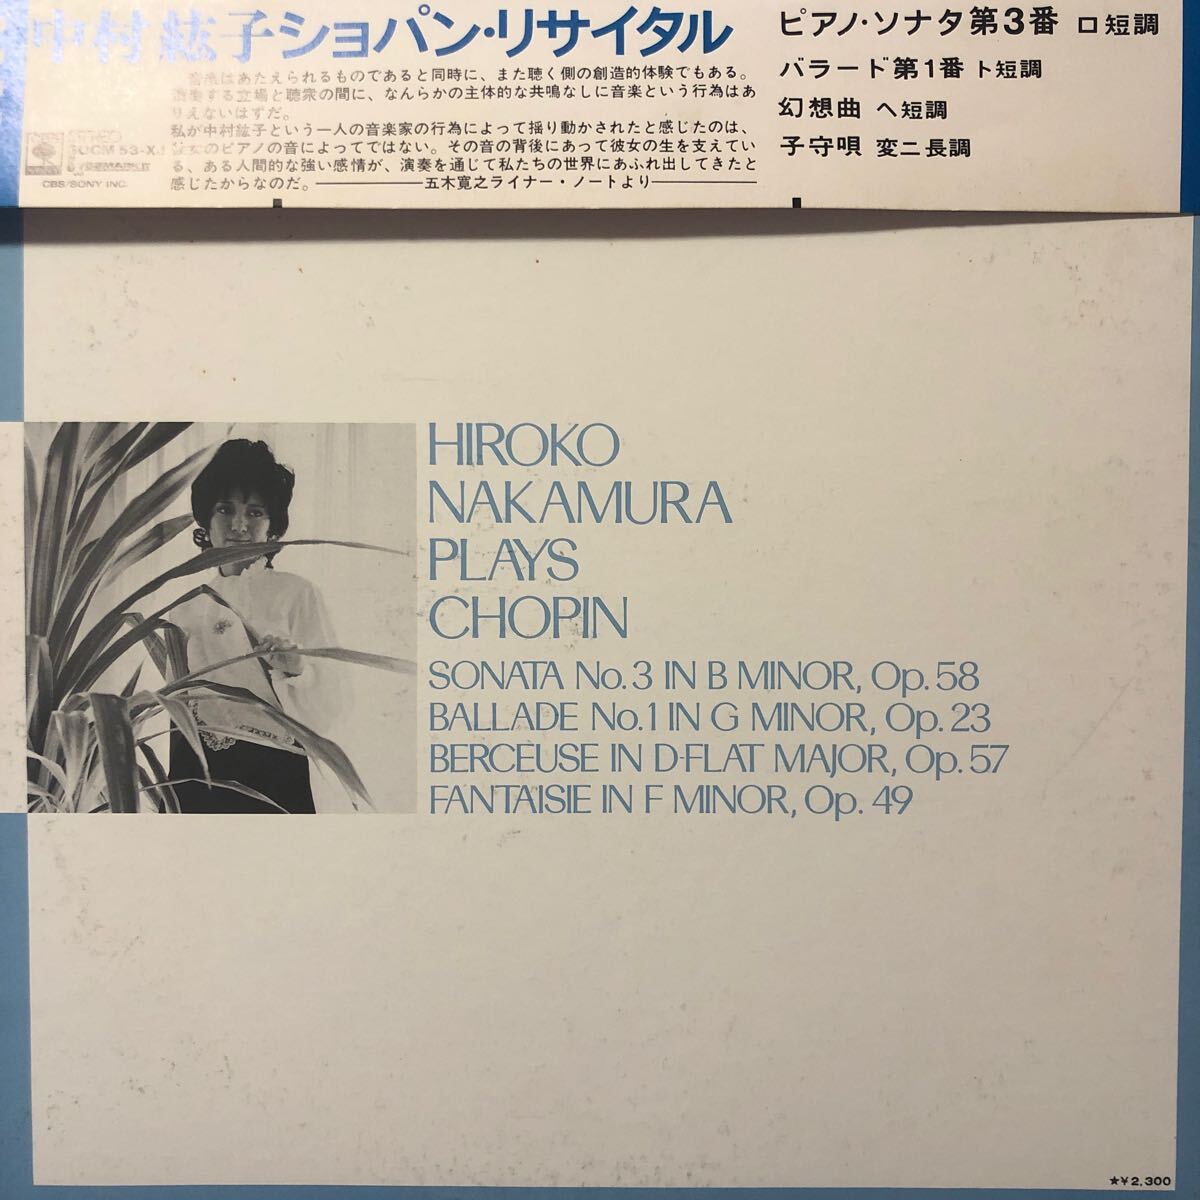 中村紘子ショパン・リサイタル
音楽はあたえられるものであると同時に、また聴く側の創造的体験でもある。
演奏する立場と聴衆の間に、なんらかの主体的な共鳴なしに音楽という行為はあ
りえないはずだ。
私が中村紘子という一人の音楽家の行為によって揺り動かされたと感じたのは、
彼女のピアノの音によってではない。その音の背後にあって彼女の生を支えてい
る、ある人間的な強い感情が、演奏を通じて私たちの世界にあふれ出してきたと
感じたからなのだ。――五木寛之ライナー・ノートより――
STEREO
SOCM 53-XJ
CBS/SONY INC.
ピアノ・ソナタ第3番 ロ短調
バラード第1番 ト短調
幻想曲 ヘ短調
子守唄 変ニ長調
HIROKO
NAKAMURA
PLAYS
CHOPIN
SONATA No.3 IN B MINOR, Op.58
BALLADE No.1 IN G MINOR, Op.23
BERCEUSE IN D-FLAT MAJOR, Op.57
FANTAISIE IN F MINOR, Op.49
★¥2,300